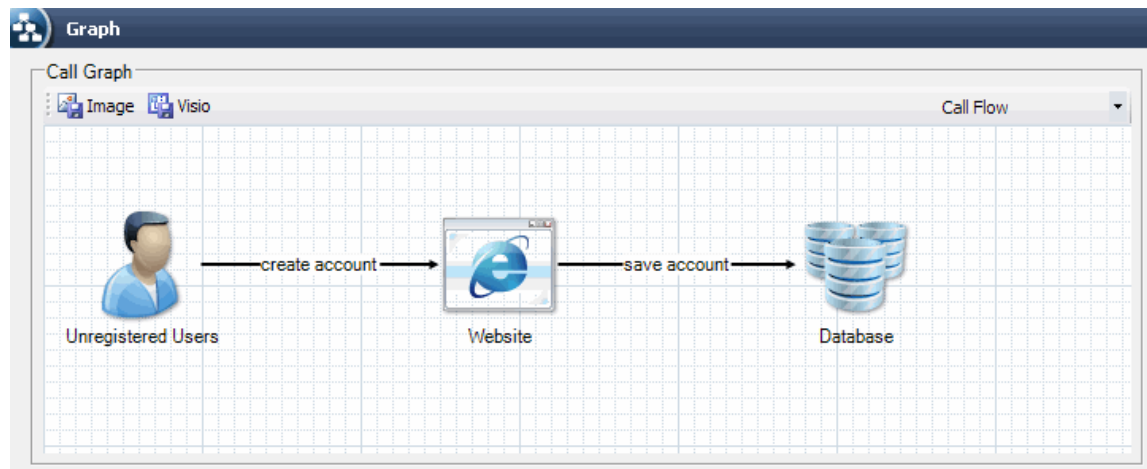 Graph
Call Graph
Image Visio Call Flow
create account
save account
Unregistered Users Website Database